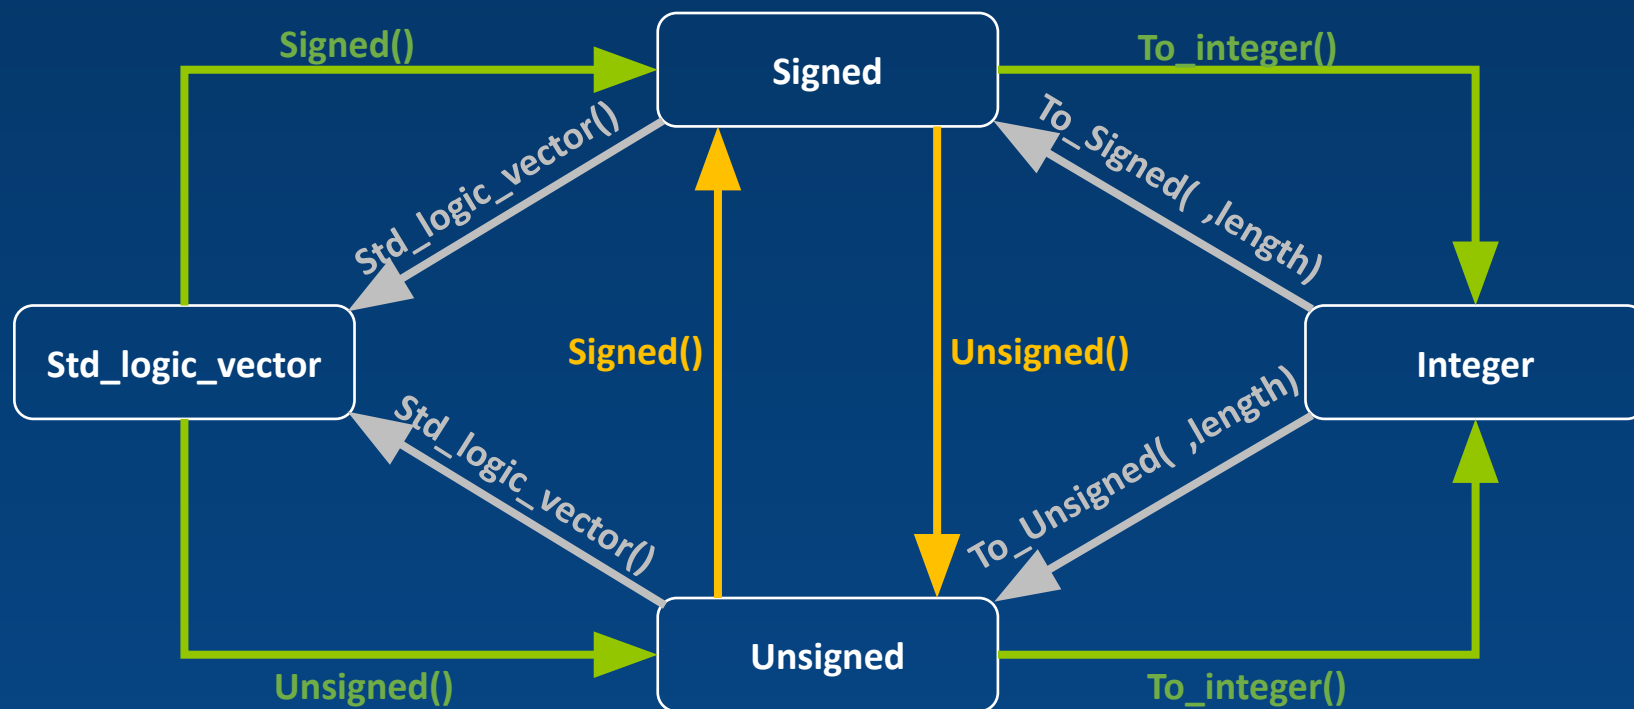 Signed()
Signed
To_integer()
Std_logic_vector()
To_Signed( ,length)
Std_logic_vector
Signed()
Unsigned()
Integer
Std_logic_vector()
To_Unsigned( ,length)
Unsigned()
Unsigned
To_integer()